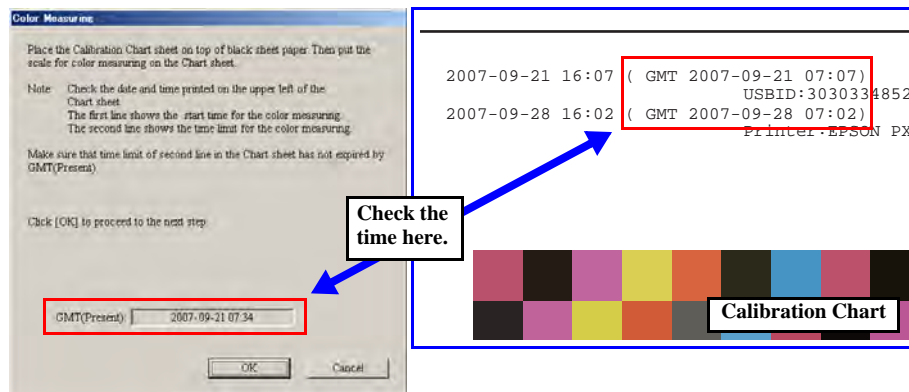 Color Measuring
Place the Calibration Chart sheet on top of black sheet paper. Then put the
scale for color measuring on the Chart sheet.
Note: Check the date and time printed on the upper left of the
Chart sheet.
The first line shows the start time for the color measuring.
The second line shows the time limit for the color measuring.
Make sure that time limit of second line in the Chart sheet has not expired by
GMT(Present)
Click [OK] to proceed to the next step.
GMT(Present): 2007-09-21 07:34
OK Cancel
Check the
time here.
2007-09-21 16:07 ( GMT 2007-09-21 07:07)
USBID:3030334852
2007-09-28 16:02 ( GMT 2007-09-28 07:02)
Printer:EPSON PX
Calibration Chart